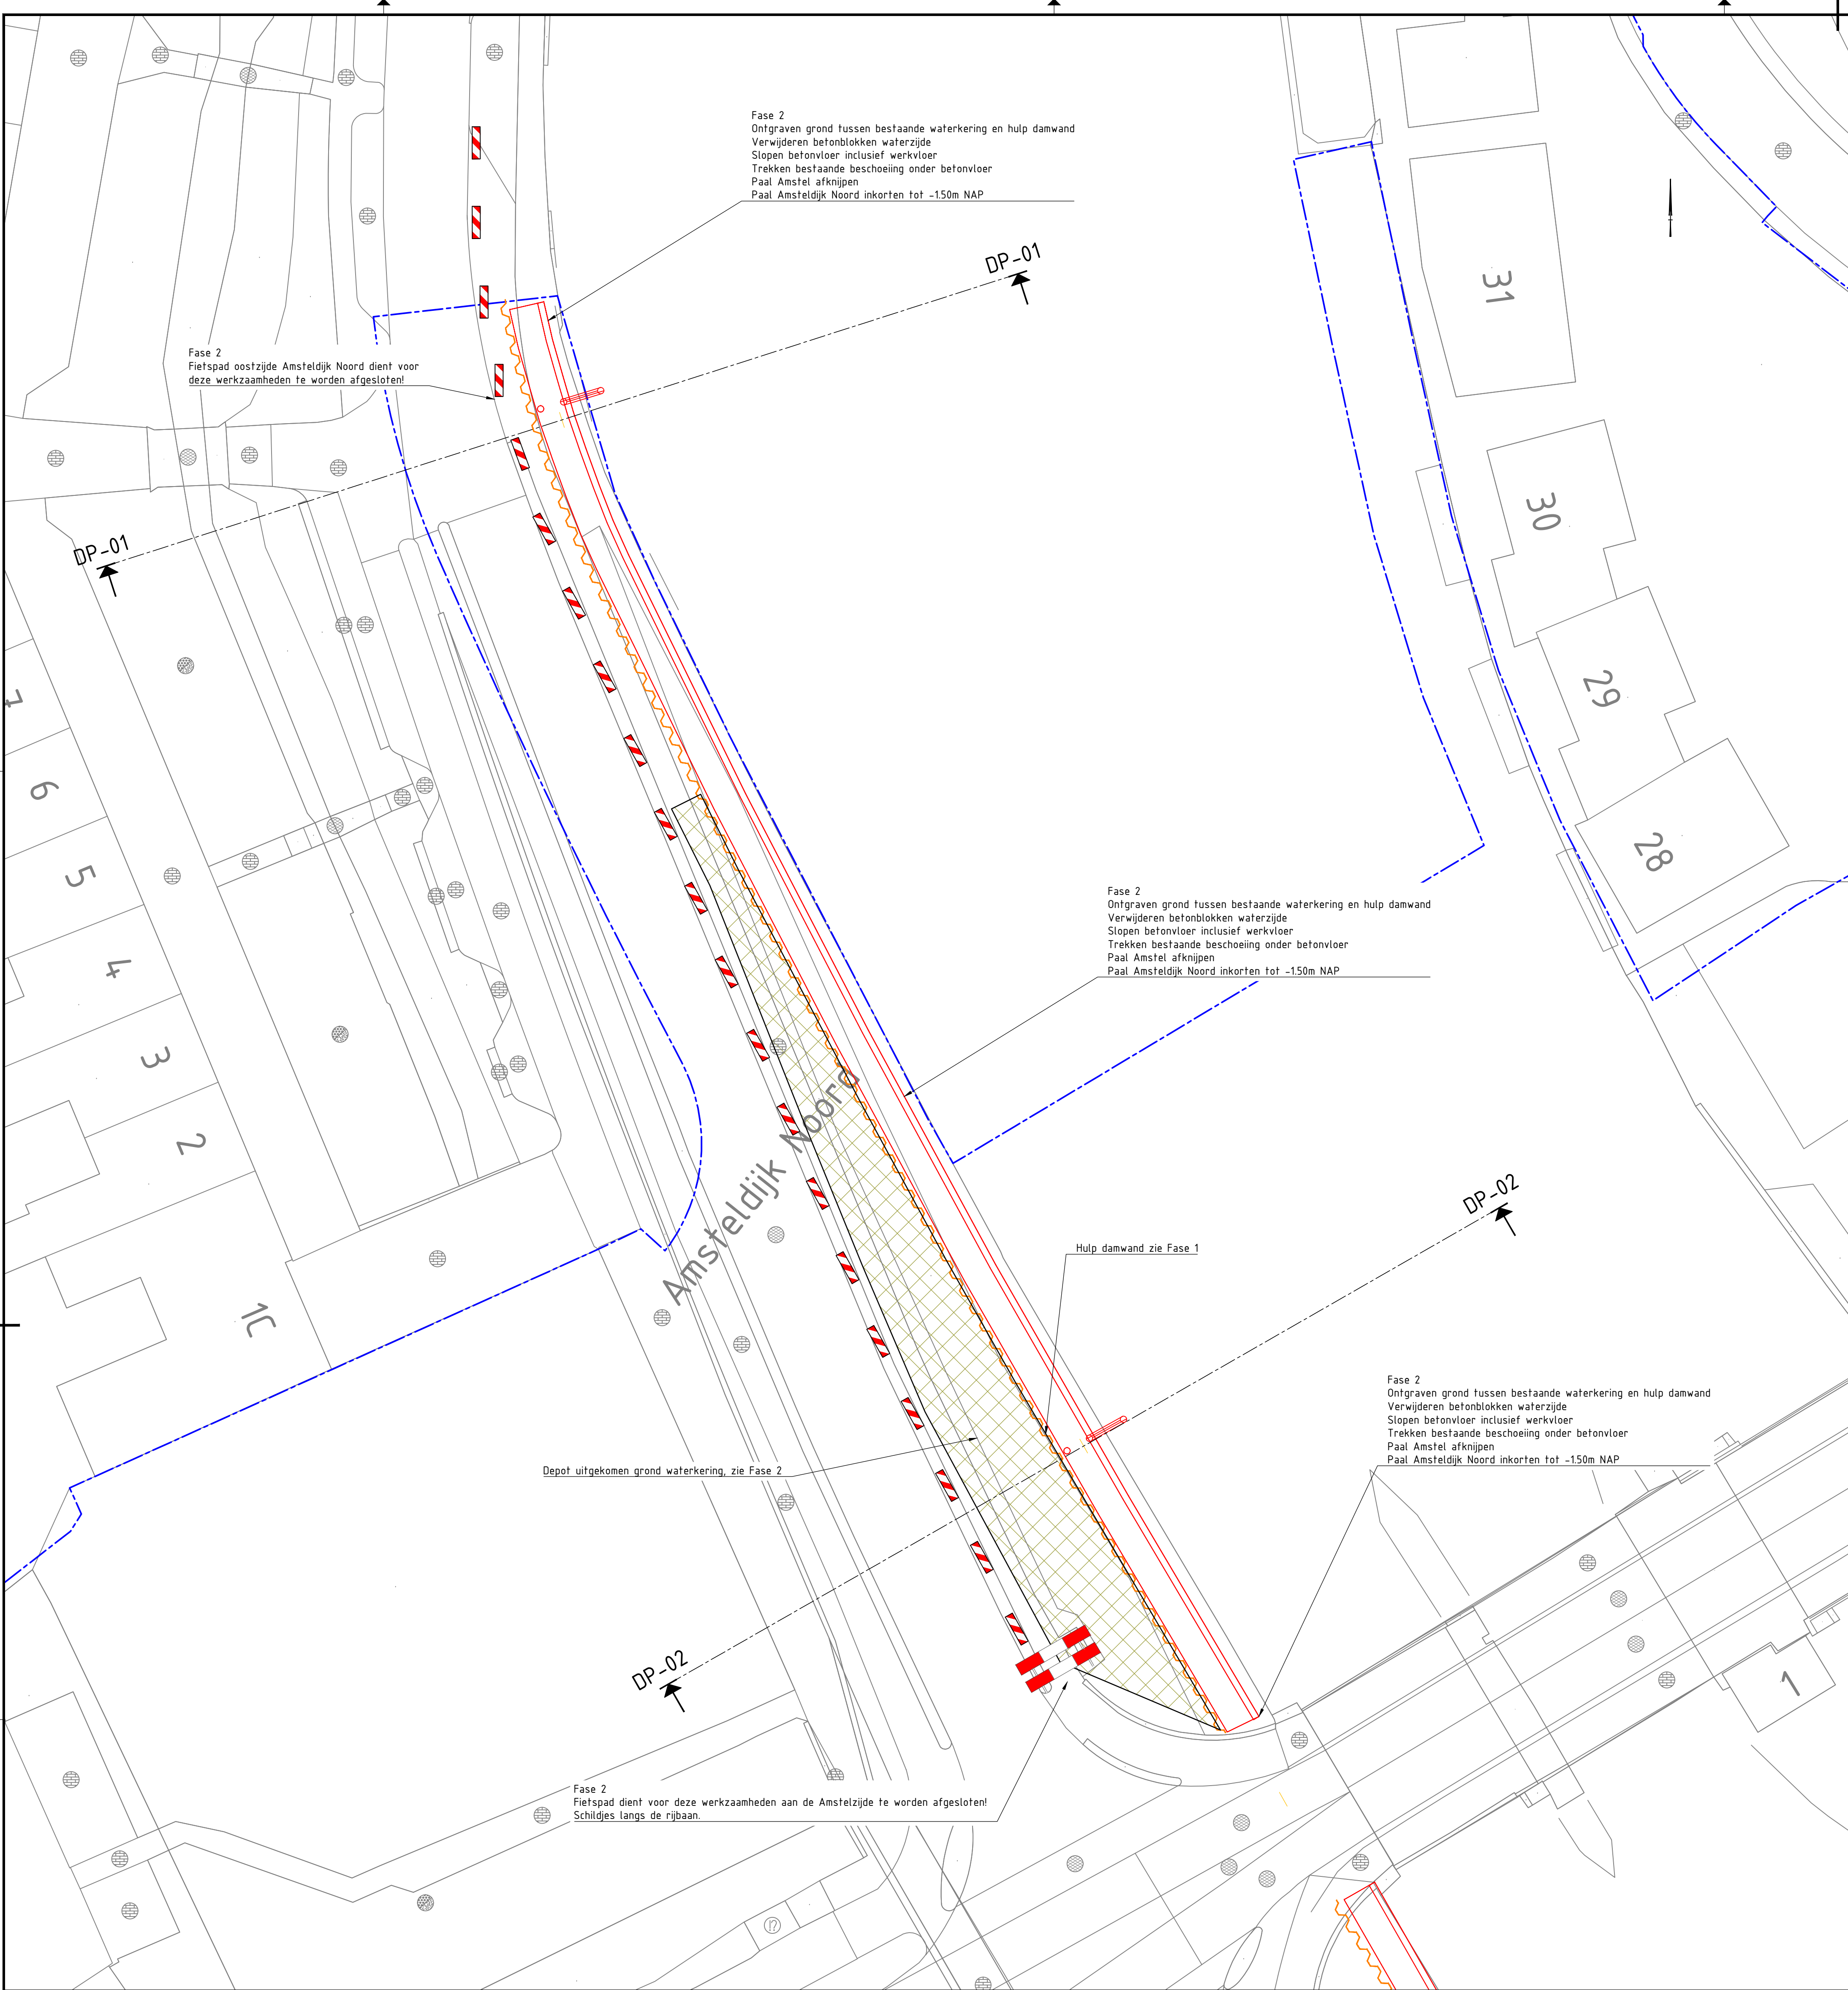 Fase 2
Ontgraven grond tussen bestaande waterkering en hulp damwand
Verwijderen betonblokken waterzijde
Slopen betonvloer inclusief werkvloer
Trekken bestaande beschoeiing onder betonvloer
Paal Amstel afknijpen
Paal Amsteldijk Noord inkorten tot -1.50m NAP
DP-01
31
Fase 2
Fietspad oostzijde Amsteldijk Noord dient voor
deze werkzaamheden te worden afgesloten!
DP-01
30
29
28
7
6
5
4
3
2
1C
Fase 2
Ontgraven grond tussen bestaande waterkering en hulp damwand
Verwijderen betonblokken waterzijde
Slopen betonvloer inclusief werkvloer
Trekken bestaande beschoeiing onder betonvloer
Paal Amstel afknijpen
Paal Amsteldijk Noord inkorten tot -1.50m NAP
Amsteldijk Noord
DP-02
Hulp damwand zie Fase 1
Fase 2
Ontgraven grond tussen bestaande waterkering en hulp damwand
Verwijderen betonblokken waterzijde
Slopen betonvloer inclusief werkvloer
Trekken bestaande beschoeiing onder betonvloer
Paal Amstel afknijpen
Paal Amsteldijk Noord inkorten tot -1.50m NAP
Depot uitgekomen grond waterkering, zie Fase 2
DP-02
1
Fase 2
Fietspad dient voor deze werkzaamheden aan de Amstelzijde te worden afgesloten!
Schildjes langs de rijbaan.
!?